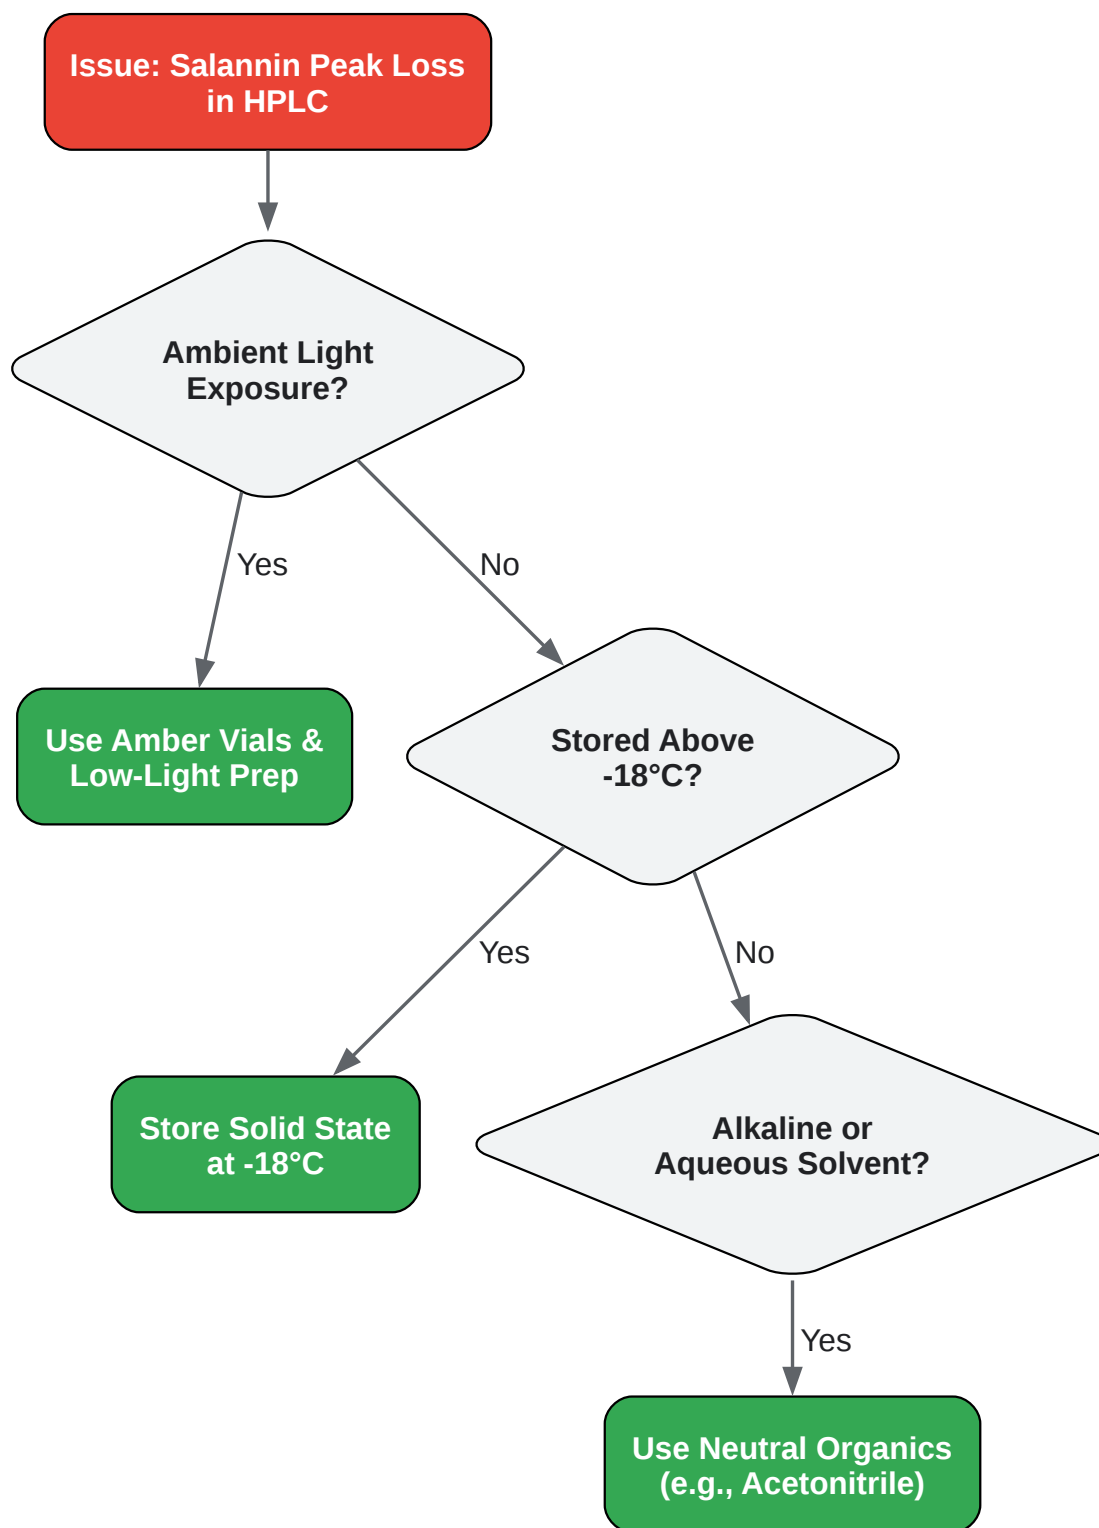 Issue: Salannin Peak Loss
in HPLC
Ambient Light
Exposure?
Yes
No
Use Amber Vials &
Low-Light Prep
Stored Above
-18°C?
Yes
No
Store Solid State
at -18°C
Alkaline or
Aqueous Solvent?
Yes
Use Neutral Organics
(e.g., Acetonitrile)